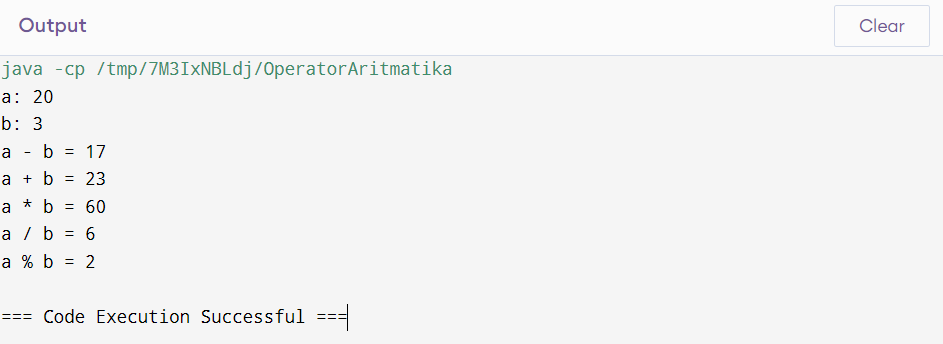 Output
Clear
java -cp /tmp/7M3IxNBLdj/OperatorAritmatika
a: 20
b: 3
a - b = 17
a + b = 23
a * b = 60
a / b = 6
a % b = 2
=== Code Execution Successful ===